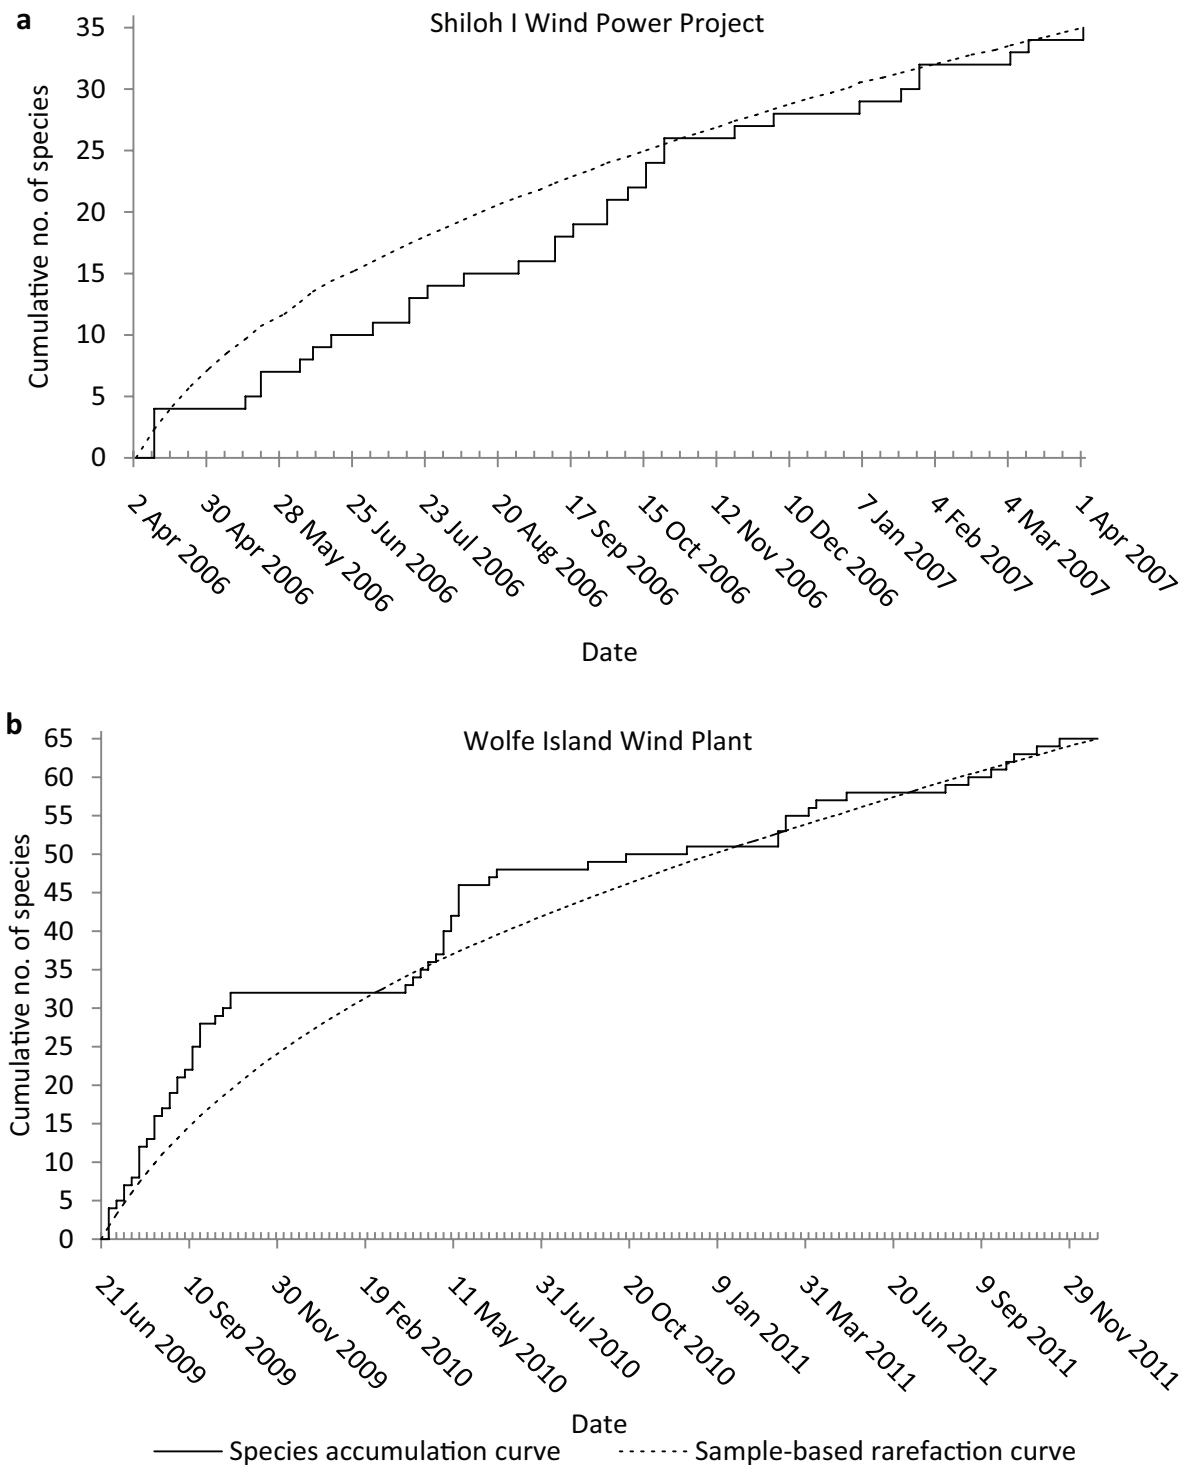 a
Shiloh I Wind Power Project
Cumulative no. of species
35
30
25
20
15
10
5
0
2 Apr 2006
30 Apr 2006
28 May 2006
25 Jun 2006
23 Jul 2006
20 Aug 2006
17 Sep 2006
15 Oct 2006
12 Nov 2006
10 Dec 2006
7 Jan 2007
4 Feb 2007
4 Mar 2007
1 Apr 2007
Date
b
Wolfe Island Wind Plant
Cumulative no. of species
65
60
55
50
45
40
35
30
25
20
15
10
5
0
21 Jun 2009
10 Sep 2009
30 Nov 2009
19 Feb 2010
11 May 2010
31 Jul 2010
20 Oct 2010
9 Jan 2011
31 Mar 2011
20 Jun 2011
9 Sep 2011
29 Nov 2011
Date
Species accumulation curve
Sample-based rarefaction curve